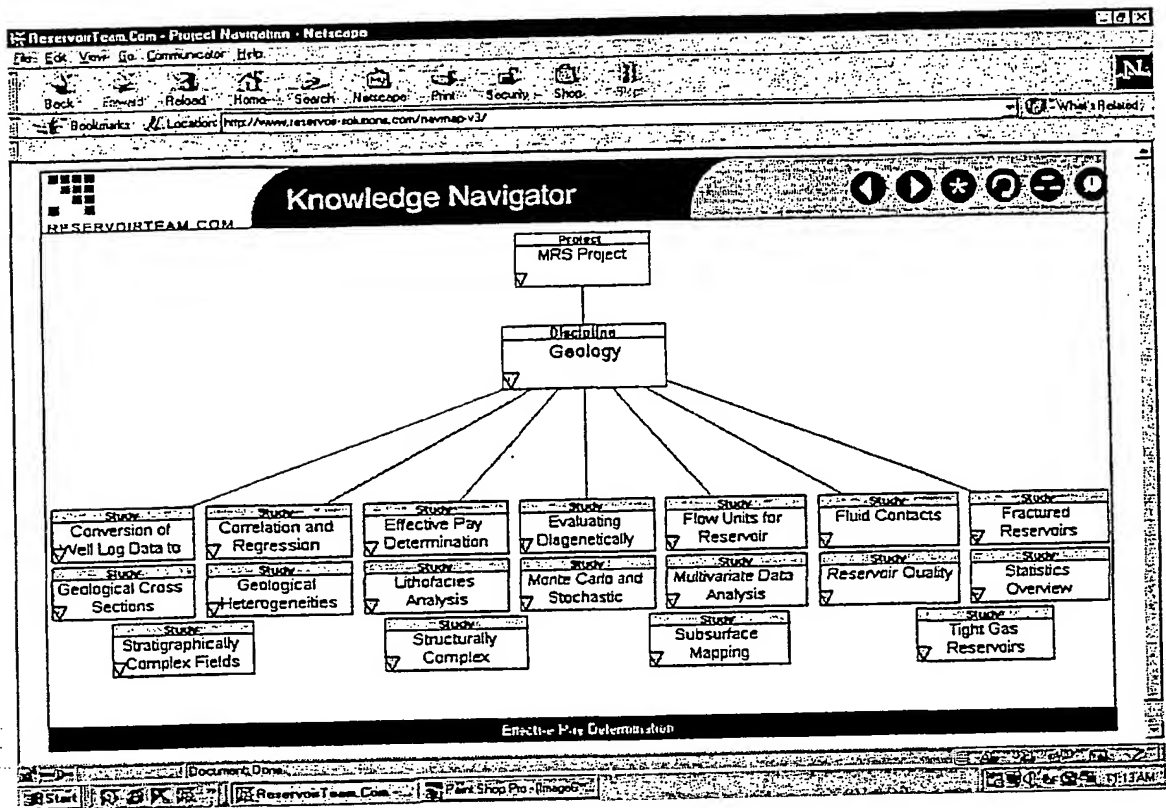 ReservoirTeam.Com - Project Navigation - Netscape
File Edit View Go Communicator Help
Back Forward Reload Home Search Netscape Print Security Shop Stop
Bookmarks Location: http://www.reservoir-solutions.com/navmap-v3/ What's Related
N
RESERVOIRTEAM.COM
Knowledge Navigator
Project
MRS Project
Discipline
Geology
Study
Conversion of
Well Log Data to
Study
Correlation and
Regression
Study
Effective Pay
Determination
Study
Evaluating
Diagenetically
Study
Flow Units for
Reservoir
Study
Fluid Contacts
Study
Fractured
Reservoirs
Study
Geological Cross
Sections
Study
Geological
Heterogeneities
Study
Lithofacies
Analysis
Study
Monte Carlo and
Stochastic
Study
Multivariate Data
Analysis
Study
Reservoir Quality
Study
Statistics
Overview
Study
Stratigraphically
Complex Fields
Study
Structurally
Complex
Study
Subsurface
Mapping
Study
Tight Gas
Reservoirs
Effective Pay Determination
Document: Done
Start ReservoirTeam.Com - Paint Shop Pro - 11:13AM